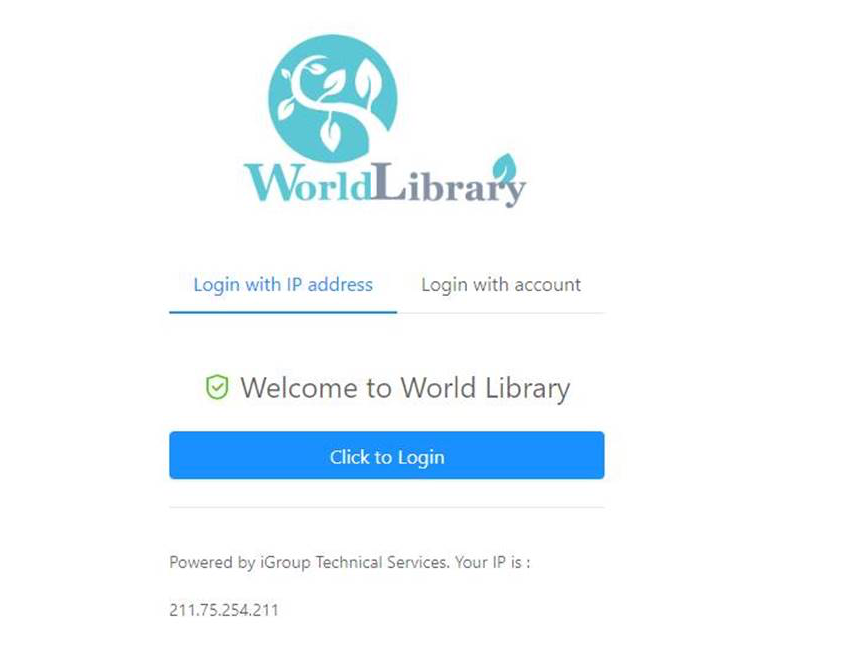 WorldLibrary
Login with IP address Login with account
Welcome to World Library
Click to Login
Powered by iGroup Technical Services. Your IP is :
211.75.254.211